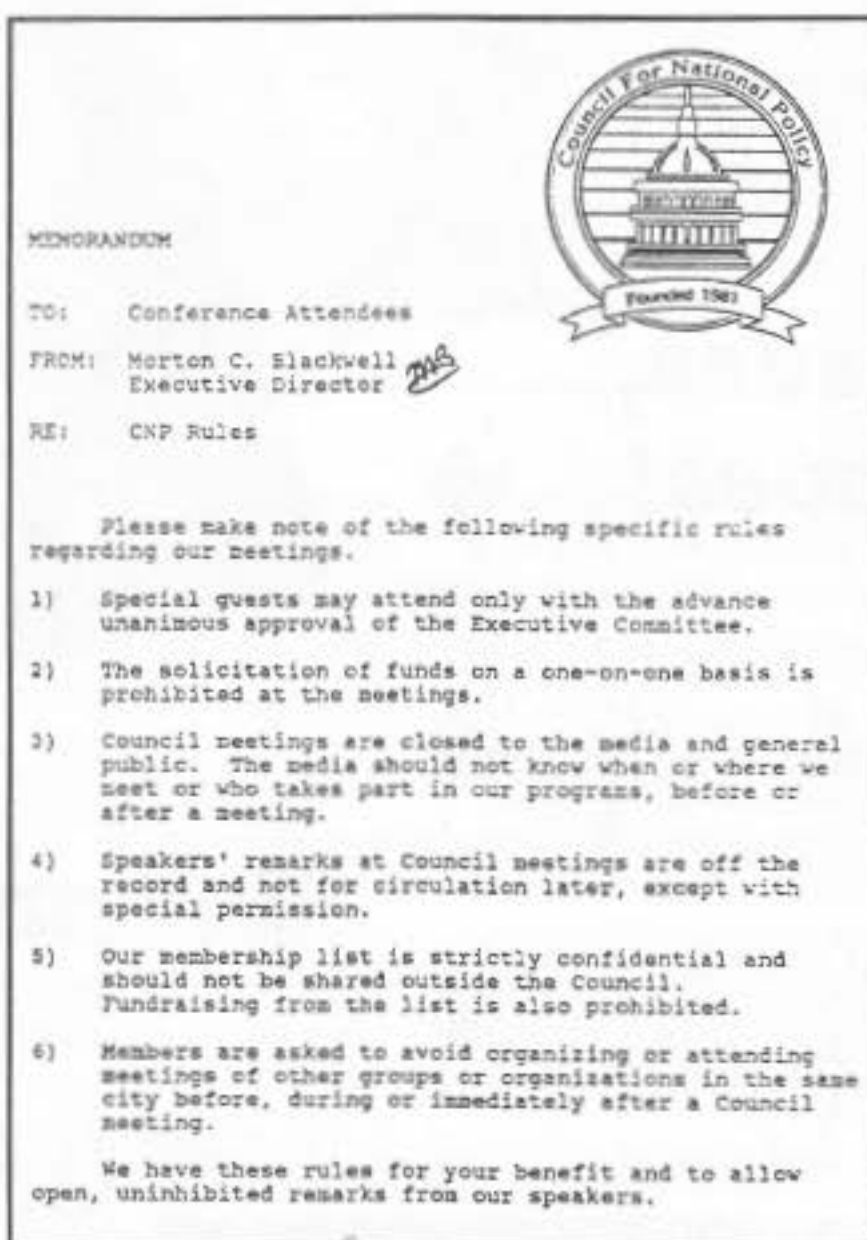 Council For National Policy
Founded 1981
MEMORANDUM
TO: Conference Attendees
FROM: Morton C. Blackwell
Executive Director
RE: CNP Rules
Please make note of the following specific rules
regarding our meetings.
1) Special guests may attend only with the advance
unanimous approval of the Executive Committee.
2) The solicitation of funds on a one-on-one basis is
prohibited at the meetings.
3) Council meetings are closed to the media and general
public. The media should not know when or where we
meet or who takes part in our programs, before or
after a meeting.
4) Speakers' remarks at Council meetings are off the
record and not for circulation later, except with
special permission.
5) Our membership list is strictly confidential and
should not be shared outside the Council.
Fundraising from the list is also prohibited.
6) Members are asked to avoid organizing or attending
meetings of other groups or organizations in the same
city before, during or immediately after a Council
meeting.
We have these rules for your benefit and to allow
open, uninhibited remarks from our speakers.